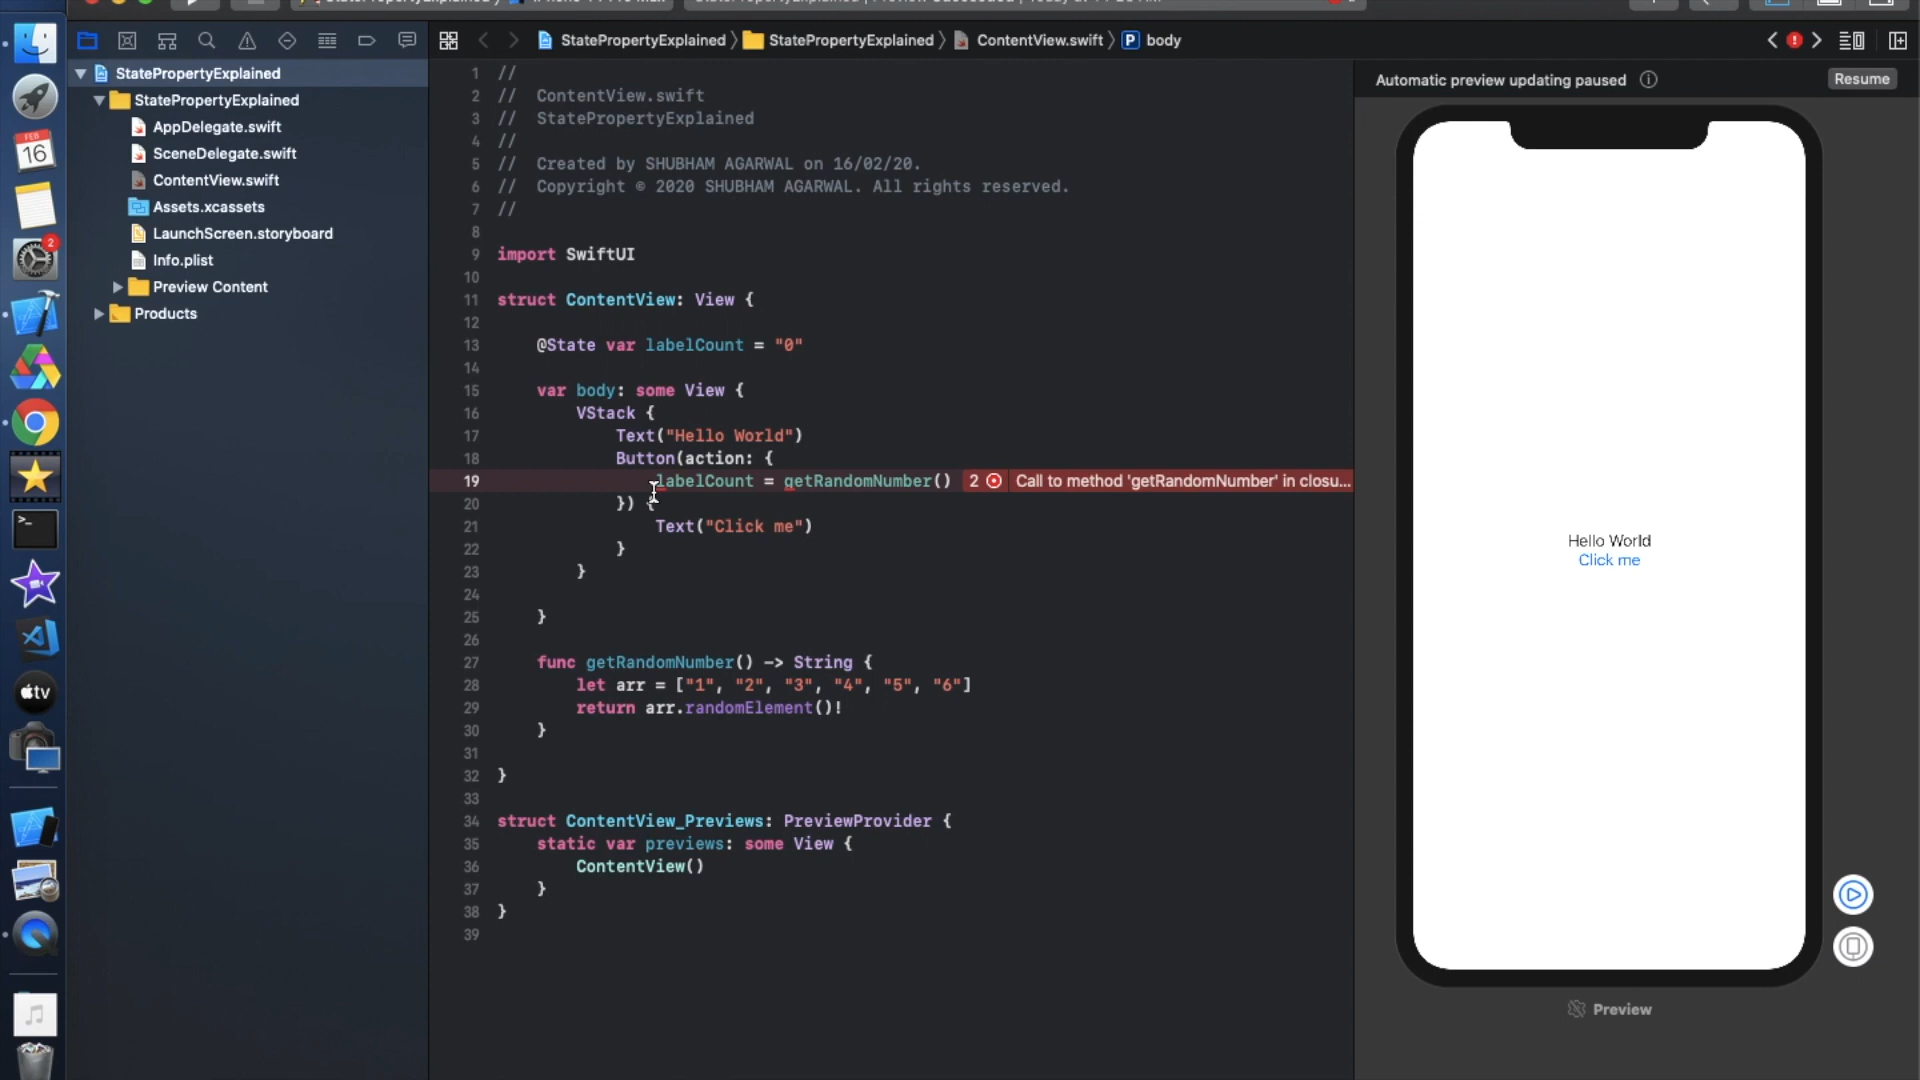 StatePropertyExplained
StatePropertyExplained
AppDelegate.swift
SceneDelegate.swift
ContentView.swift
Assets.xcassets
LaunchScreen.storyboard
Info.plist
Preview Content
Products
FEB
16
2
tv
StatePropertyExplained 〉 StatePropertyExplained 〉 ContentView.swift 〉 P body
1 //
2 //  ContentView.swift
3 //  StatePropertyExplained
4 //
5 //  Created by SHUBHAM AGARWAL on 16/02/20.
6 //  Copyright © 2020 SHUBHAM AGARWAL. All rights reserved.
7 //
8
9 import SwiftUI
10
11 struct ContentView: View {
12
13     @State var labelCount = "0"
14
15     var body: some View {
16         VStack {
17             Text("Hello World")
18             Button(action: {
19                 labelCount = getRandomNumber() 2 Call to method 'getRandomNumber' in closu...
20             }) {
21                 Text("Click me")
22             }
23         }
24
25     }
26
27     func getRandomNumber() -> String {
28         let arr = ["1", "2", "3", "4", "5", "6"]
29         return arr.randomElement()!
30     }
31
32 }
33
34 struct ContentView_Previews: PreviewProvider {
35     static var previews: some View {
36         ContentView()
37     }
38 }
39
Automatic preview updating paused
Resume
Hello World
Click me
Preview